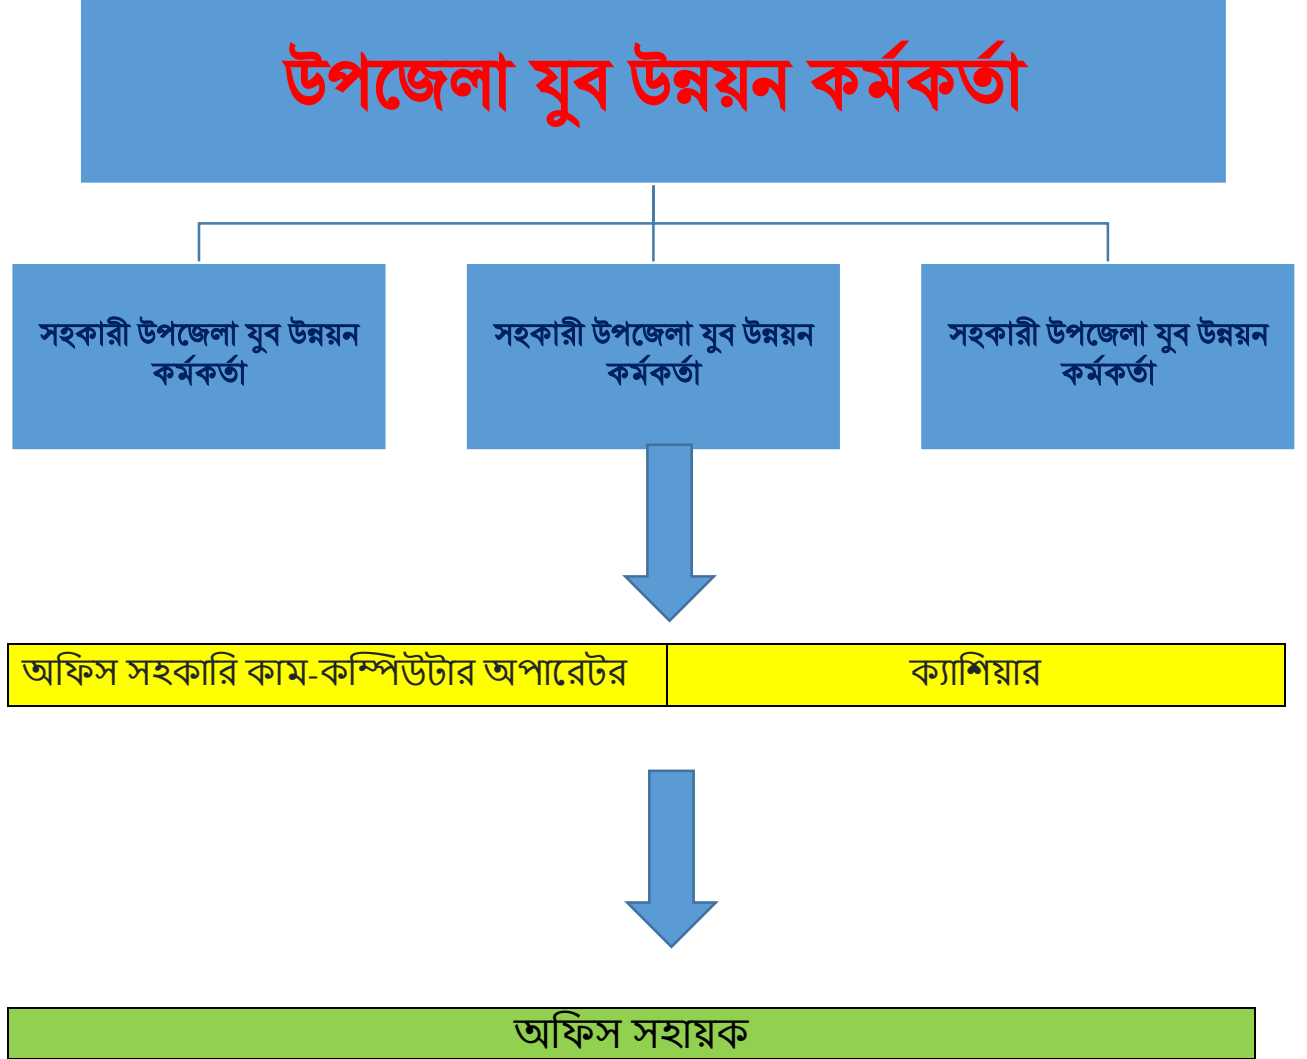 উপজেলা যুব উন্নয়ন কর্মকর্তা
সহকারী উপজেলা যুব উন্নয়ন
কর্মকর্তা
সহকারী উপজেলা যুব উন্নয়ন
কর্মকর্তা
সহকারী উপজেলা যুব উন্নয়ন
কর্মকর্তা
অফিস সহকারি কাম-কম্পিউটার অপারেটর
ক্যাশিয়ার
অফিস সহায়ক